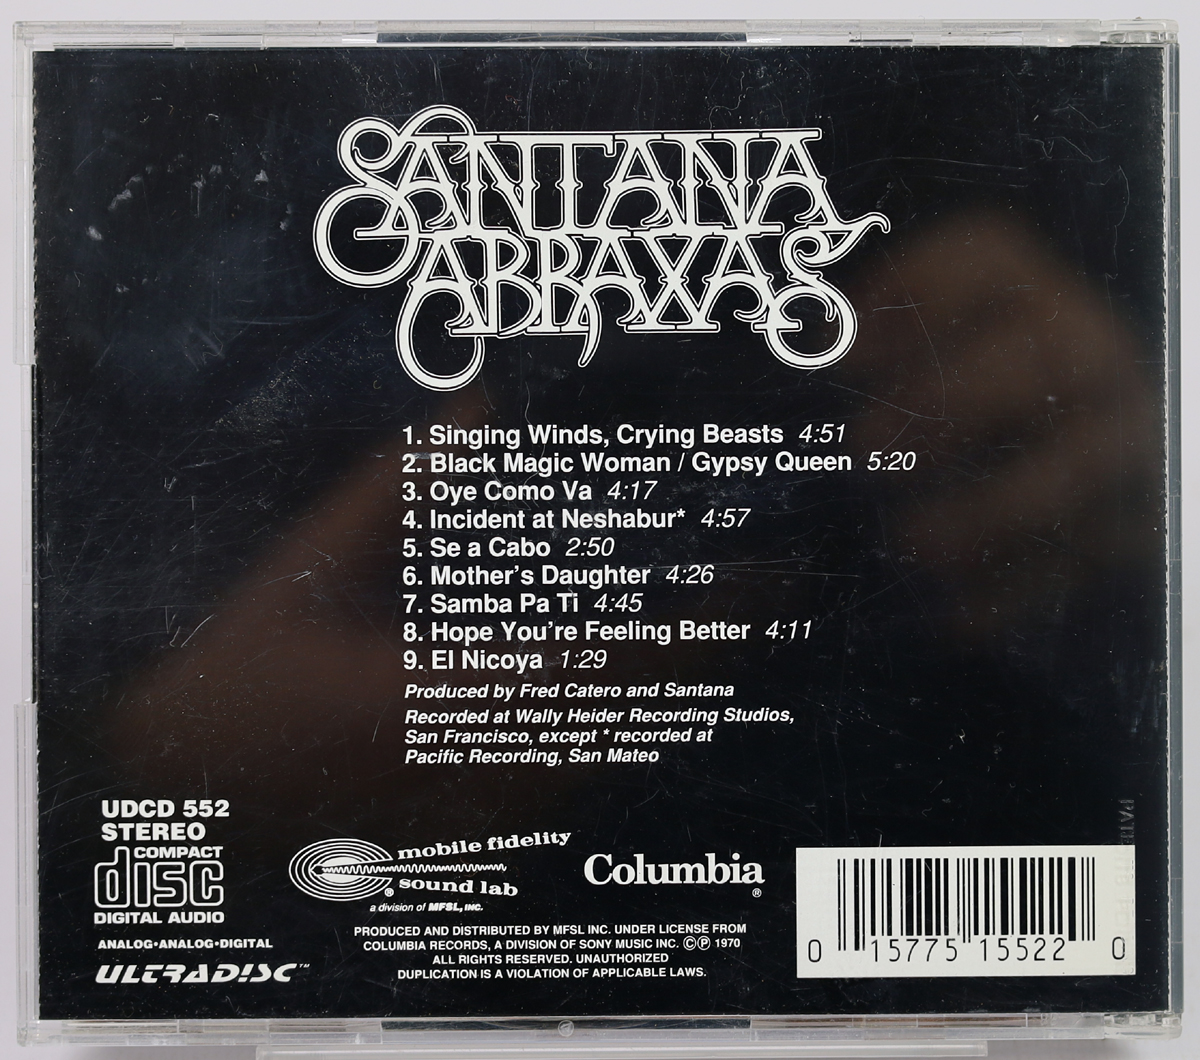 SANTANA
ABRAXAS
1. Singing Winds, Crying Beasts 4:51
2. Black Magic Woman / Gypsy Queen 5:20
3. Oye Como Va 4:17
4. Incident at Neshabur* 4:57
5. Se a Cabo 2:50
6. Mother's Daughter 4:26
7. Samba Pa Ti 4:45
8. Hope You're Feeling Better 4:11
9. El Nicoya 1:29
Produced by Fred Catero and Santana
Recorded at Wally Heider Recording Studios,
San Francisco, except * recorded at
Pacific Recording, San Mateo
UDCD 552
STEREO
COMPACT
disc
DIGITAL AUDIO
ANALOG•ANALOG•DIGITAL
ULTRADISC™
mobile fidelity
sound lab®
a division of MFSL, INC.
Columbia®
PRODUCED AND DISTRIBUTED BY MFSL INC. UNDER LICENSE FROM
COLUMBIA RECORDS, A DIVISION OF SONY MUSIC INC. ©℗ 1970
ALL RIGHTS RESERVED. UNAUTHORIZED
DUPLICATION IS A VIOLATION OF APPLICABLE LAWS.
0 15775 15522 0